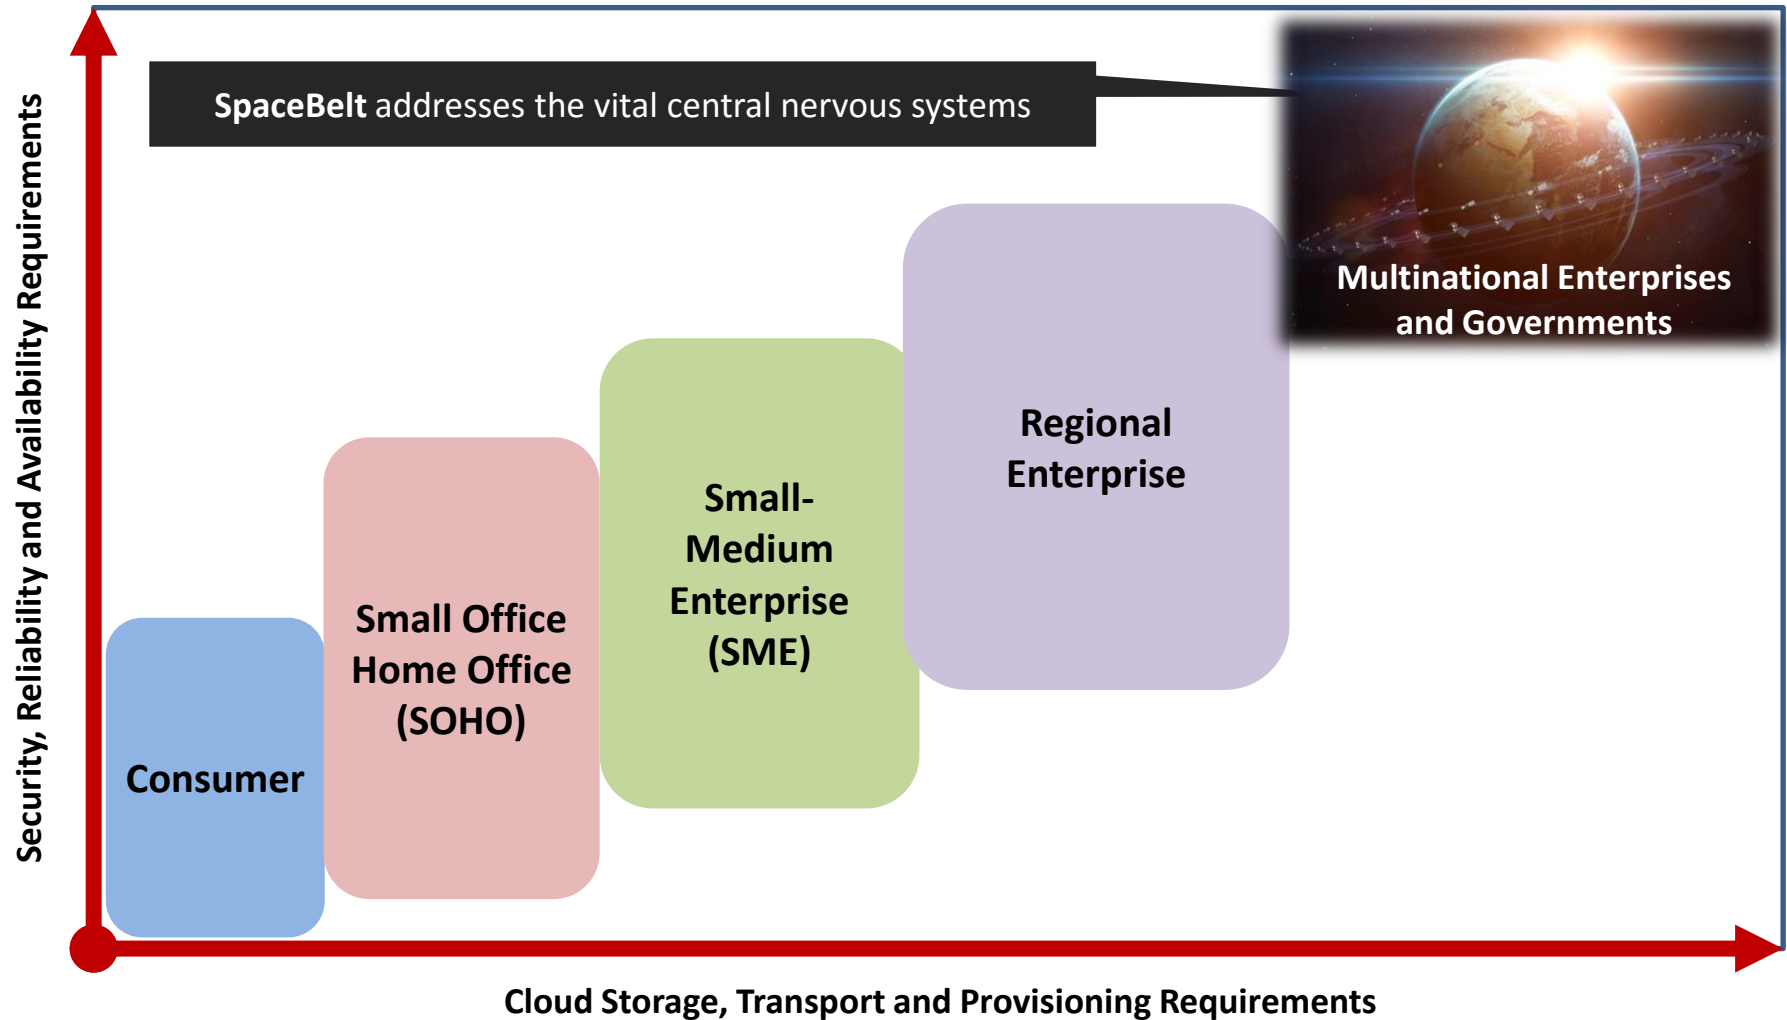 SpaceBelt addresses the vital central nervous systems
Multinational Enterprises
and Governments
Regional
Enterprise
Small-
Medium
Enterprise
(SME)
Small Office
Home Office
(SOHO)
Consumer
Security, Reliability and Availability Requirements
Cloud Storage, Transport and Provisioning Requirements